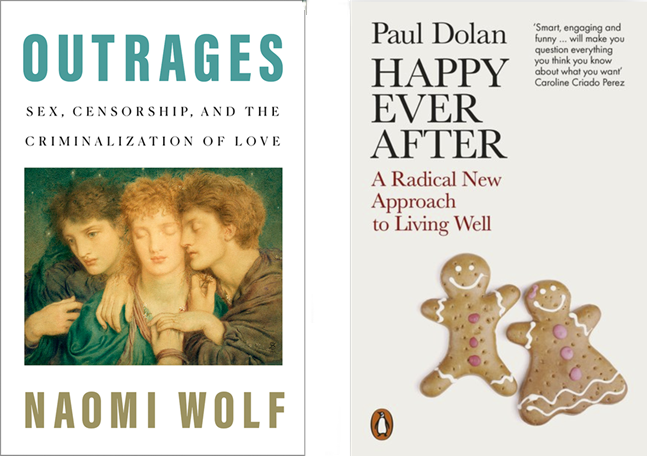 OUTRAGES
SEX, CENSORSHIP, AND THE
CRIMINALIZATION OF LOVE
NAOMI WOLF
Paul Dolan
HAPPY
EVER
AFTER
A Radical New
Approach
to Living Well
'Smart, engaging and
funny ... will make you
question everything
you think you know
about what you want'
Caroline Criado Perez